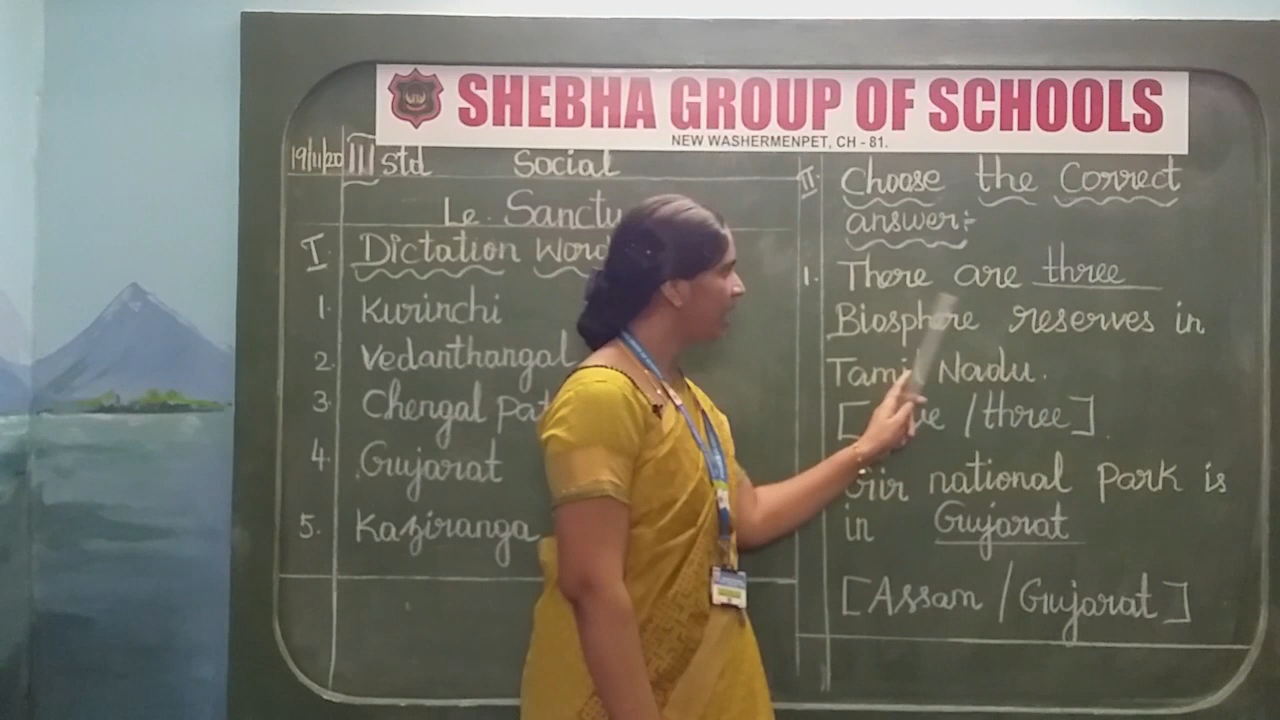 SHEBHA GROUP OF SCHOOLS
NEW WASHERMENPET, CH - 81.
19/11/20 III std Social
Le. Sanctu
I. Dictation Word
1. Kurinchi
2. Vedanthangal
3. Chengal pat
4. Gujarat
5. Kaziranga
II. Choose the Correct
answer:-
1. There are three
Biosphere reserves in
Tamil Nadu.
[ /three].
Gir national park is
in Gujarat
[Assam / Gujarat]